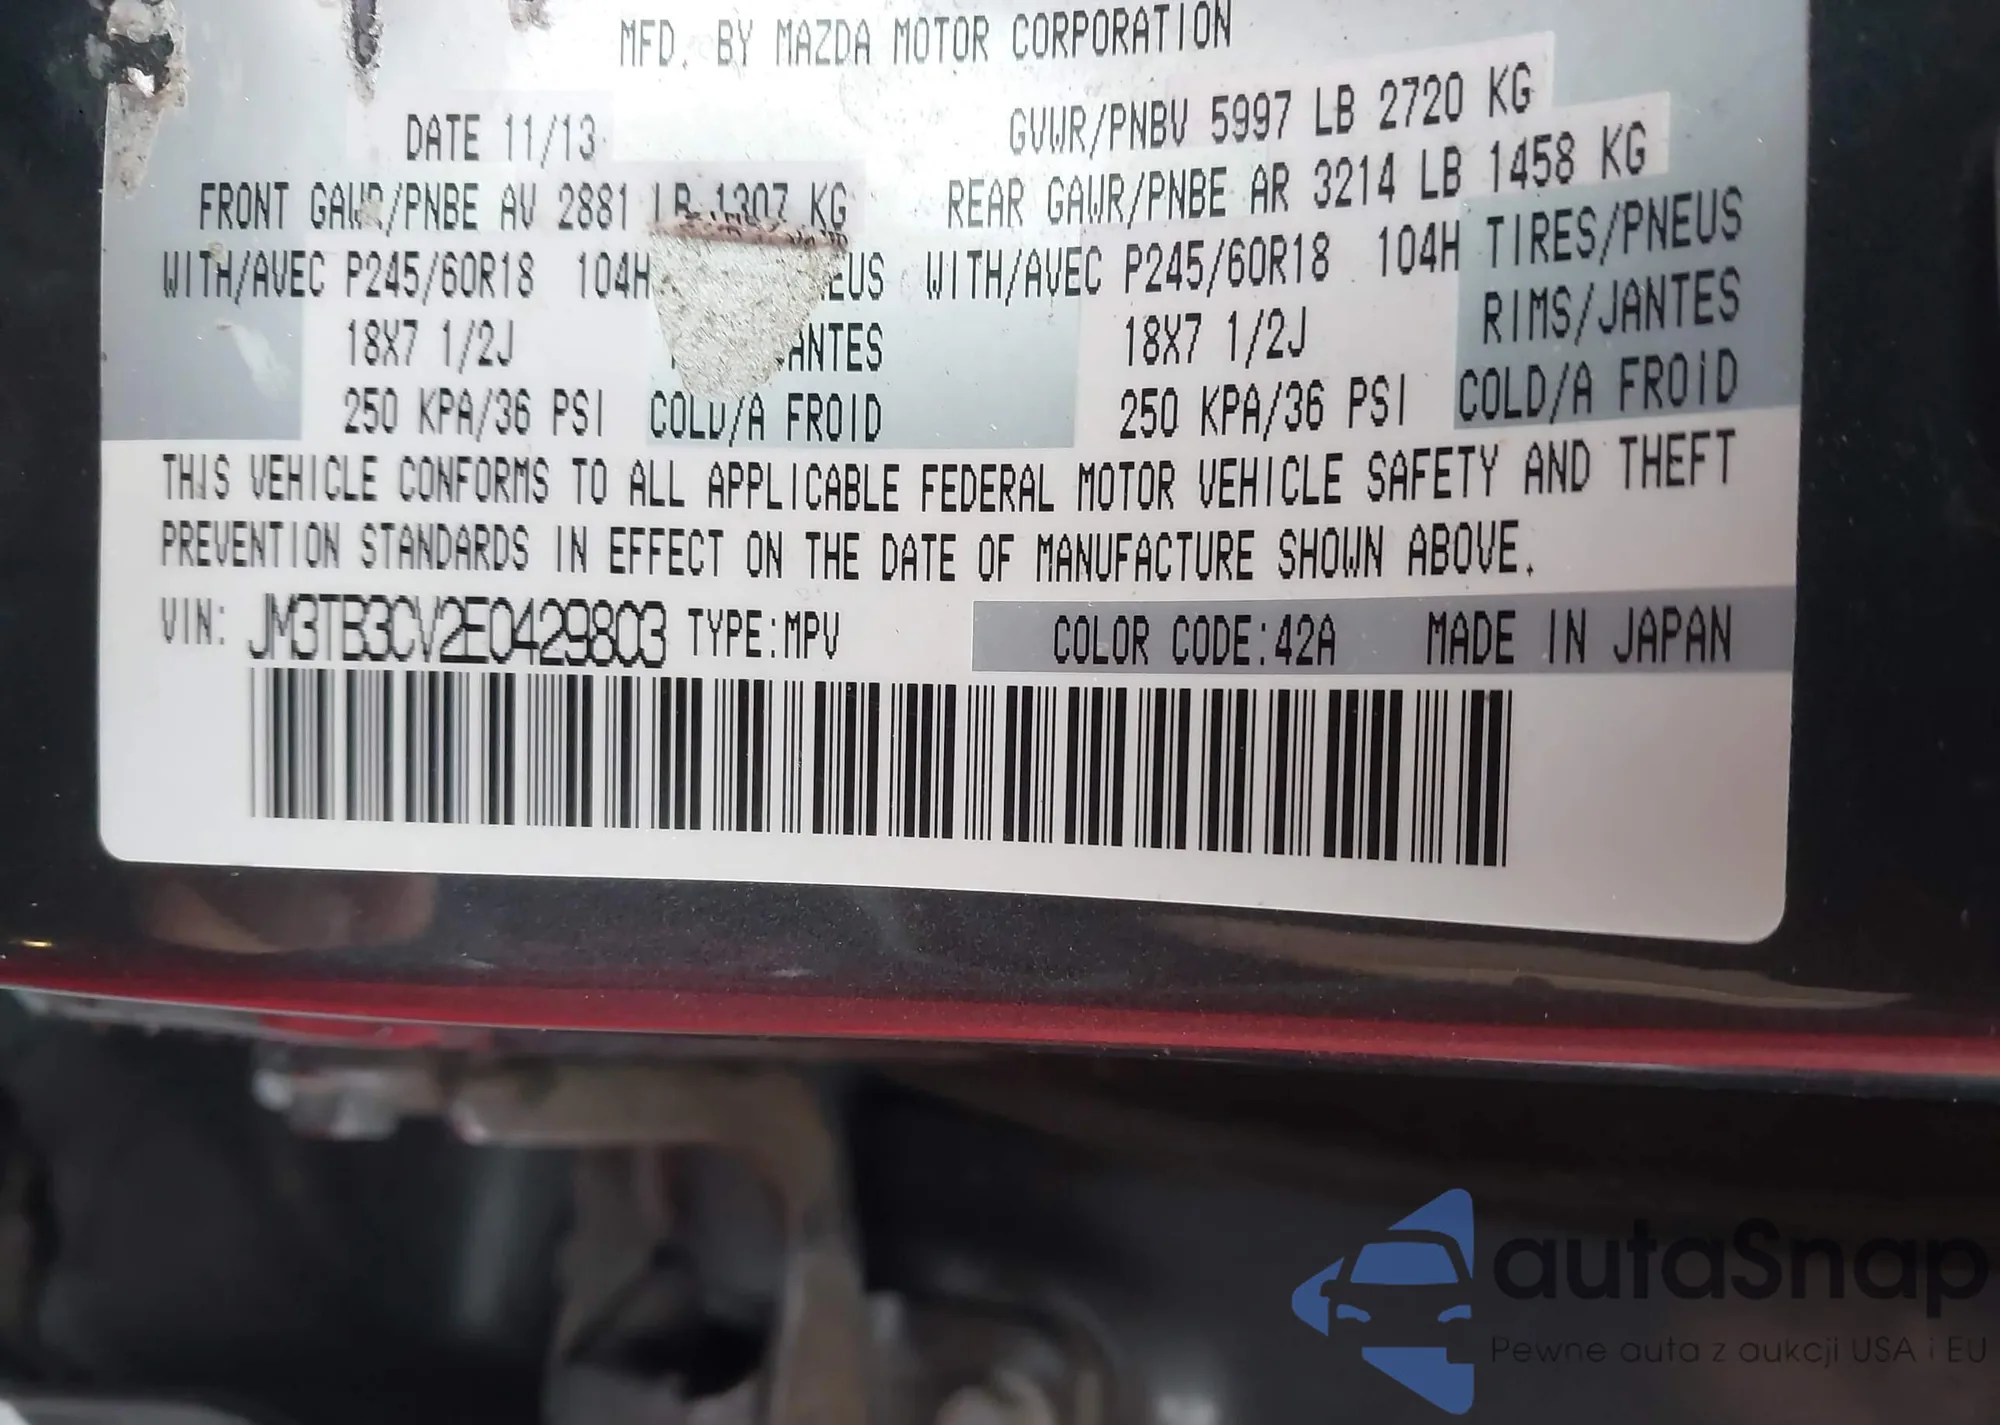 MFD. BY MAZDA MOTOR CORPORATION
DATE 11/13 GVWR/PNBV 5997 LB 2720 KG
FRONT GAWR/PNBE AV 2881 LB 1307 KG REAR GAWR/PNBE AR 3214 LB 1458 KG
WITH/AVEC P245/60R18 104H WITH/AVEC P245/60R18 104H TIRES/PNEUS
18X7 1/2J 18X7 1/2J RIMS/JANTES
250 KPA/36 PSI COLD/A FROID 250 KPA/36 PSI COLD/A FROID
THIS VEHICLE CONFORMS TO ALL APPLICABLE FEDERAL MOTOR VEHICLE SAFETY AND THEFT
PREVENTION STANDARDS IN EFFECT ON THE DATE OF MANUFACTURE SHOWN ABOVE.
VIN: JM3TB3CV2E0429803 TYPE:MPV COLOR CODE:42A MADE IN JAPAN
autaSnap
Pewne auta z aukcji USA i EU